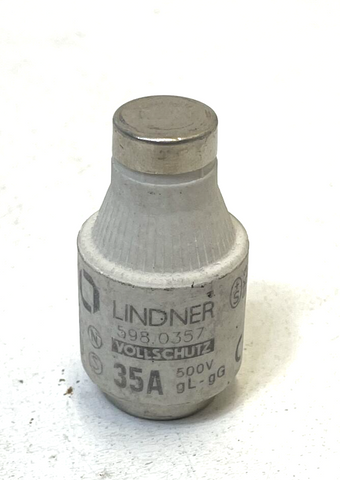 LINDNER
598.0357
VOLLSCHUTZ
35A 500V
gL-gG
N
S